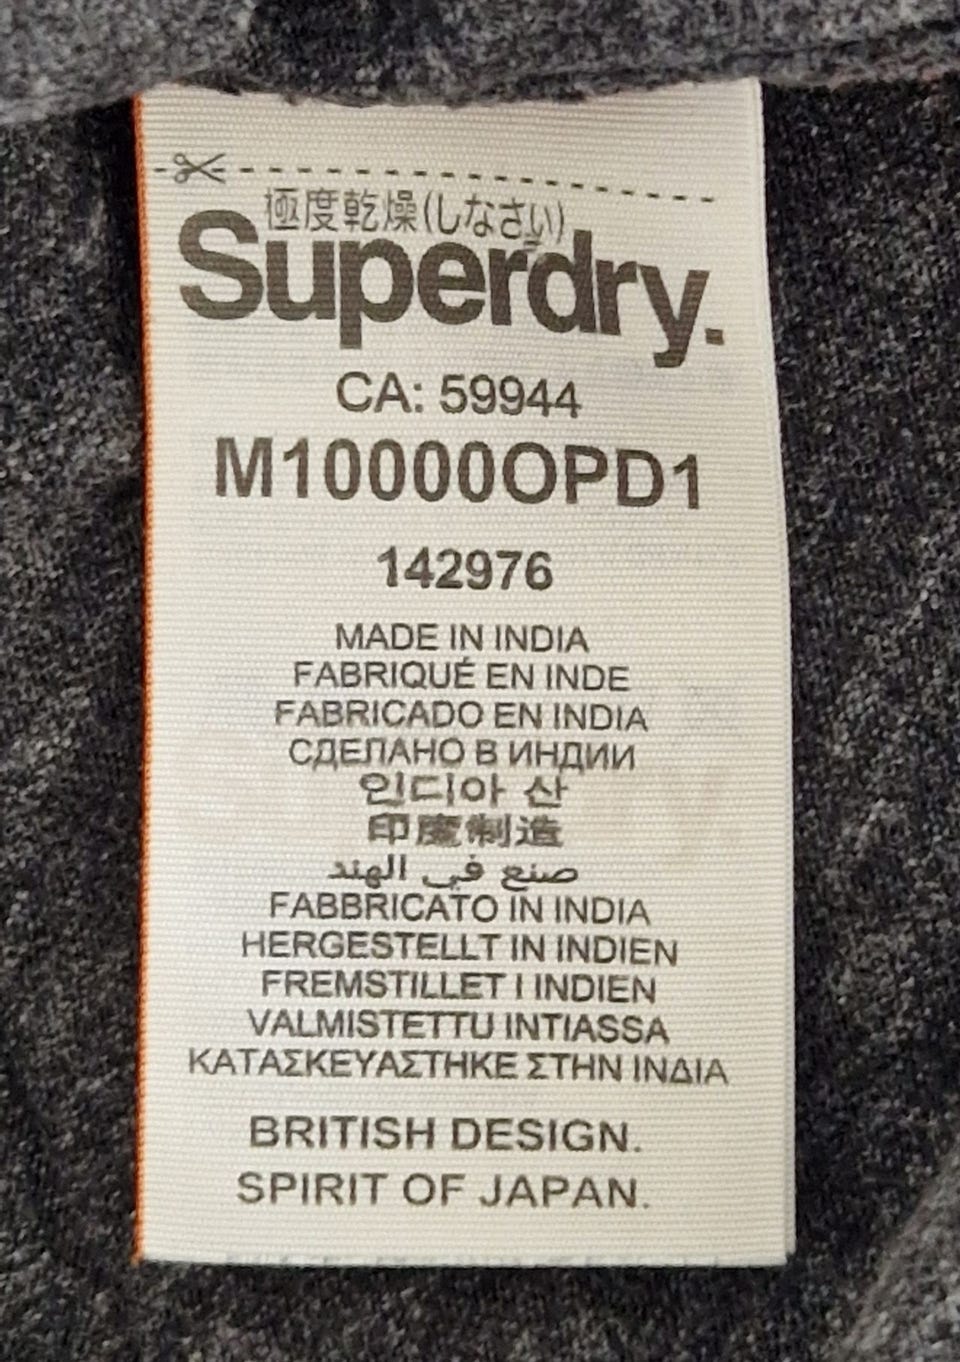 極度乾燥(しなさい)
Superdry.
CA: 59944
M10000OPD1
142976
MADE IN INDIA
FABRIQUÉ EN INDE
FABRICADO EN INDIA
СДЕЛАНО В ИНДИИ
인디아 산
印度制造
صنع في الهند
FABBRICATO IN INDIA
HERGESTELLT IN INDIEN
FREMSTILLET I INDIEN
VALMISTETTU INTIASSA
ΚΑΤΑΣΚΕΥΑΣΤΗΚΕ ΣΤΗΝ ΙΝΔΙΑ
BRITISH DESIGN.
SPIRIT OF JAPAN.